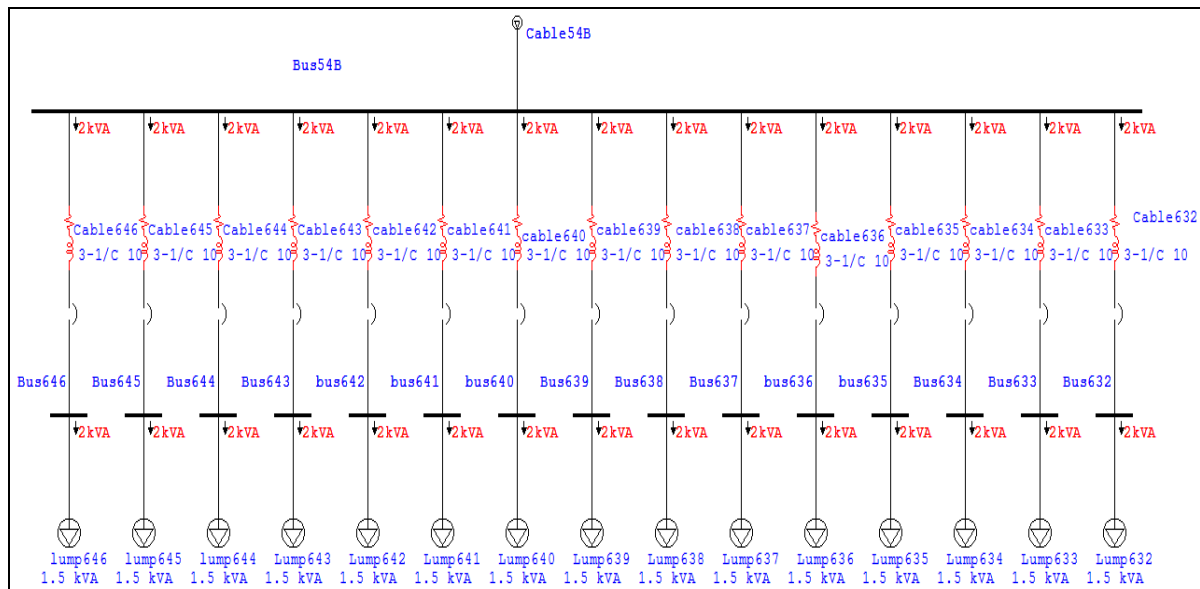 Cable54B
Bus54B
2kVA 2kVA 2kVA 2kVA 2kVA 2kVA 2kVA 2kVA 2kVA 2kVA 2kVA 2kVA 2kVA 2kVA 2kVA
Cable632
Cable646 Cable645 Cable644 Cable643 cable642 cable641 cable640 cable639 cable638 cable637 cable636 cable635 cable634 cable633
3-1/C 10 3-1/C 10 3-1/C 10 3-1/C 10 3-1/C 10 3-1/C 10 3-1/C 10 3-1/C 10 3-1/C 10 3-1/C 10 3-1/C 10 3-1/C 10 3-1/C 10 3-1/C 10 3-1/C 10
Bus646 Bus645 Bus644 Bus643 bus642 bus641 bus640 Bus639 Bus638 Bus637 bus636 bus635 Bus634 Bus633 Bus632
2kVA 2kVA 2kVA 2kVA 2kVA 2kVA 2kVA 2kVA 2kVA 2kVA 2kVA 2kVA 2kVA 2kVA 2kVA
lump646 lump645 lump644 Lump643 Lump642 Lump641 Lump640 Lump639 Lump638 Lump637 Lump636 Lump635 Lump634 Lump633 Lump632
1.5 kVA 1.5 kVA 1.5 kVA 1.5 kVA 1.5 kVA 1.5 kVA 1.5 kVA 1.5 kVA 1.5 kVA 1.5 kVA 1.5 kVA 1.5 kVA 1.5 kVA 1.5 kVA 1.5 kVA